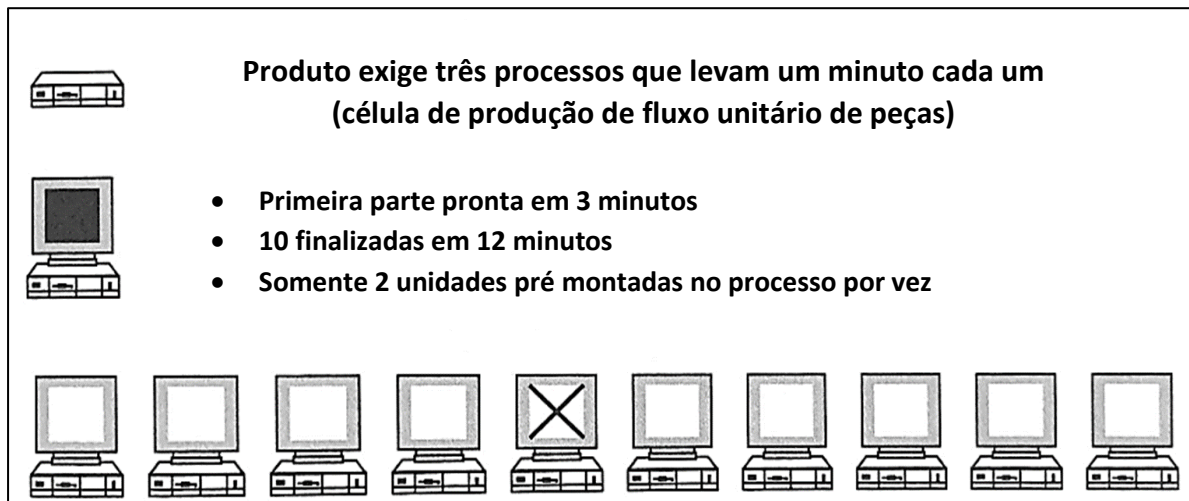 Produto exige três processos que levam um minuto cada um
(célula de produção de fluxo unitário de peças)
• Primeira parte pronta em 3 minutos
• 10 finalizadas em 12 minutos
• Somente 2 unidades pré montadas no processo por vez